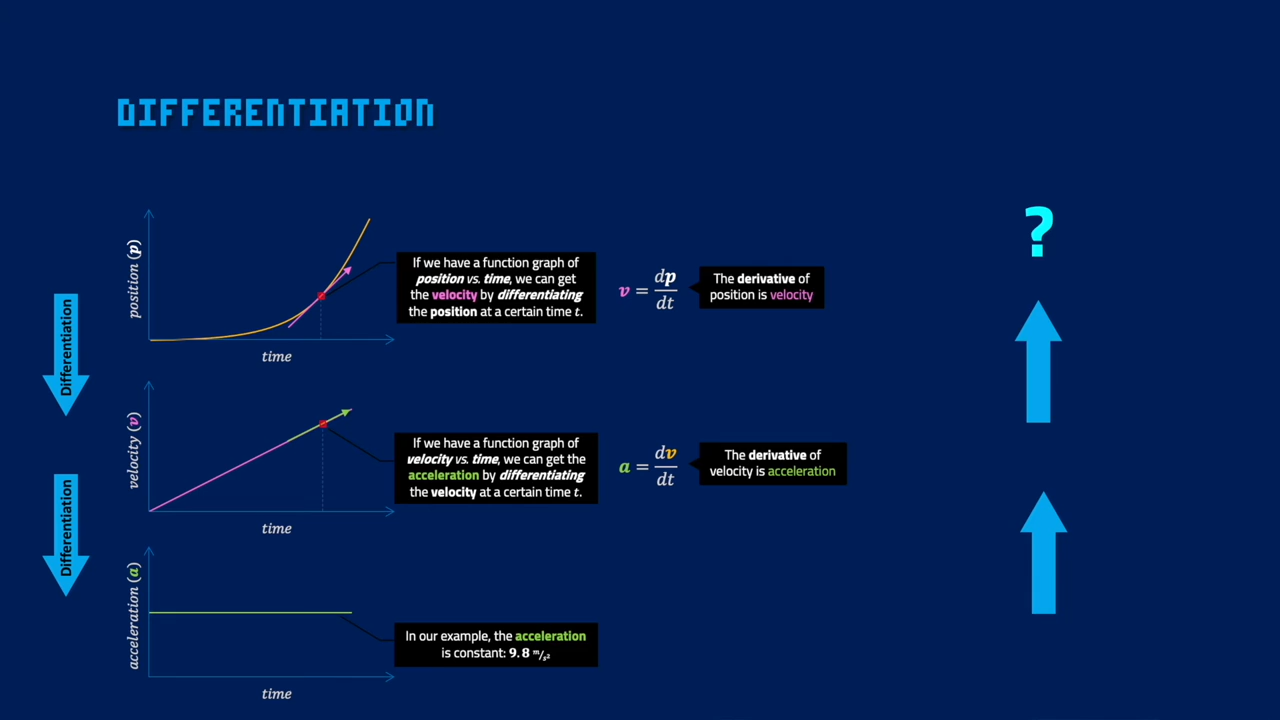 DIFFERENTIATION
?
position (p)
If we have a function graph of
position vs. time, we can get
the velocity by differentiating
the position at a certain time t.
v = dp/dt
The derivative of
position is velocity
Differentiation
time
velocity (v)
If we have a function graph of
velocity vs. time, we can get the
acceleration by differentiating
the velocity at a certain time t.
a = dv/dt
The derivative of
velocity is acceleration
Differentiation
time
acceleration (a)
In our example, the acceleration
is constant: 9.8 m/s²
time